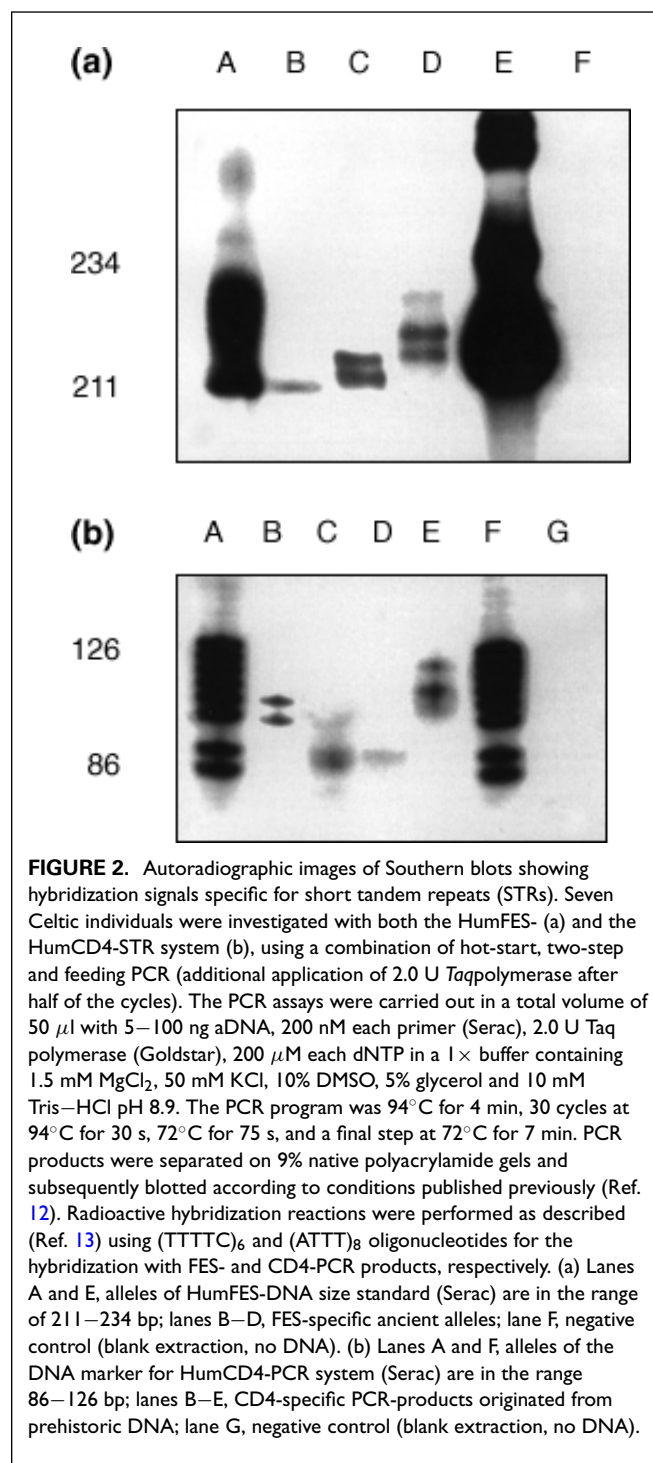 (a) A B C D E F
234
211
(b) A B C D E F G
126
86
FIGURE 2. Autoradiographic images of Southern blots showing
hybridization signals specific for short tandem repeats (STRs). Seven
Celtic individuals were investigated with both the HumFES- (a) and the
HumCD4-STR system (b), using a combination of hot-start, two-step
and feeding PCR (additional application of 2.0 U Taqpolymerase after
half of the cycles). The PCR assays were carried out in a total volume of
50 μl with 5–100 ng aDNA, 200 nM each primer (Serac), 2.0 U Taq
polymerase (Goldstar), 200 μM each dNTP in a 1× buffer containing
1.5 mM MgCl₂, 50 mM KCl, 10% DMSO, 5% glycerol and 10 mM
Tris–HCl pH 8.9. The PCR program was 94°C for 4 min, 30 cycles at
94°C for 30 s, 72°C for 75 s, and a final step at 72°C for 7 min. PCR
products were separated on 9% native polyacrylamide gels and
subsequently blotted according to conditions published previously (Ref.
12). Radioactive hybridization reactions were performed as described
(Ref. 13) using (TTTTC)₆ and (ATTT)₈ oligonucleotides for the
hybridization with FES- and CD4-PCR products, respectively. (a) Lanes
A and E, alleles of HumFES-DNA size standard (Serac) are in the range
of 211–234 bp; lanes B–D, FES-specific ancient alleles; lane F, negative
control (blank extraction, no DNA). (b) Lanes A and F, alleles of the
DNA marker for HumCD4-PCR system (Serac) are in the range
86–126 bp; lanes B–E, CD4-specific PCR-products originated from
prehistoric DNA; lane G, negative control (blank extraction, no DNA).